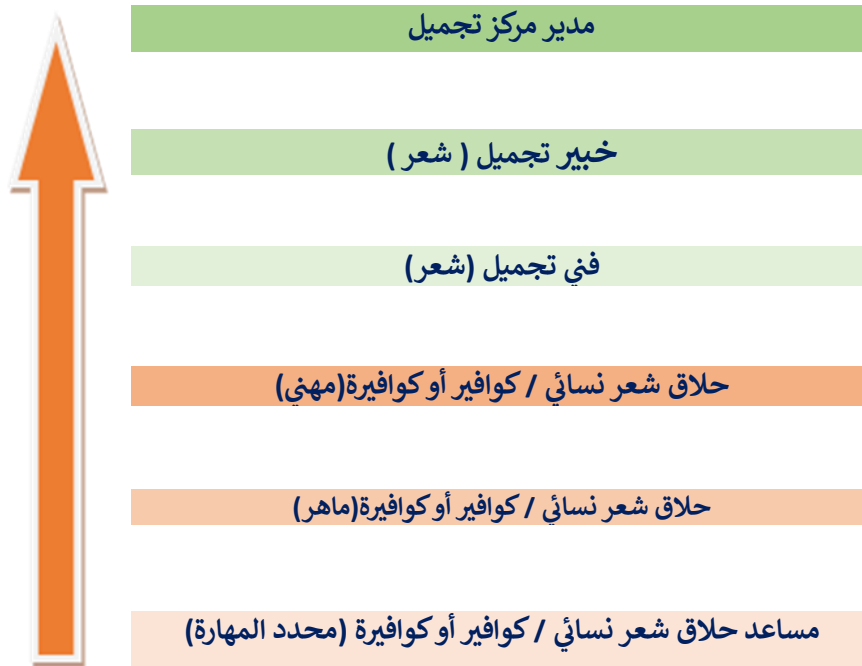 مدير مركز تجميل
خبير تجميل ( شعر )
فني تجميل (شعر)
حلاق شعر نسائي / كوافير أو كوافيرة(مهني)
حلاق شعر نسائي / كوافير أو كوافيرة(ماهر)
مساعد حلاق شعر نسائي / كوافير أو كوافيرة (محدد المهارة)